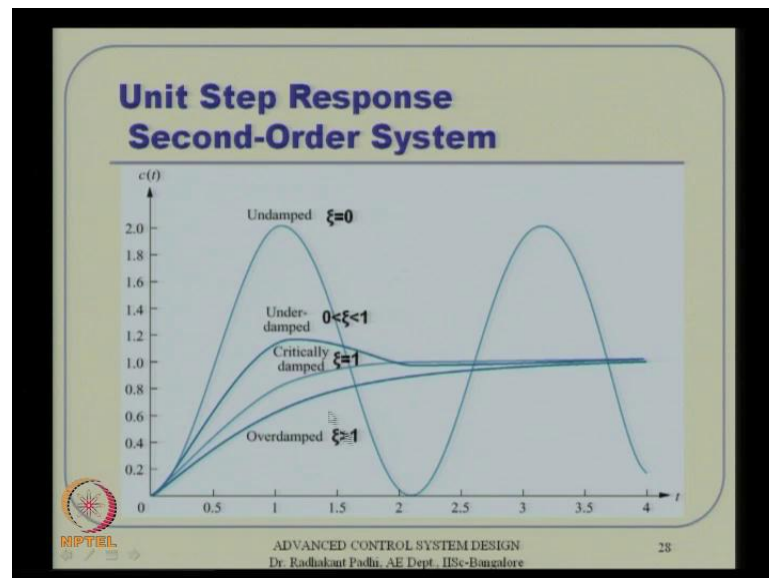 Unit Step Response
Second-Order System
c(t)
2.0
1.8
1.6
1.4
1.2
1.0
0.8
0.6
0.4
0.2
0
0.5
1
1.5
2
2.5
3
3.5
4
t
Undamped ξ=0
Under-
damped 0<ξ<1
Critically
damped ξ=1
Overdamped ξ>1
NPTEL
ADVANCED CONTROL SYSTEM DESIGN
Dr. Radhakant Padhi, AE Dept., IISc-Bangalore
28